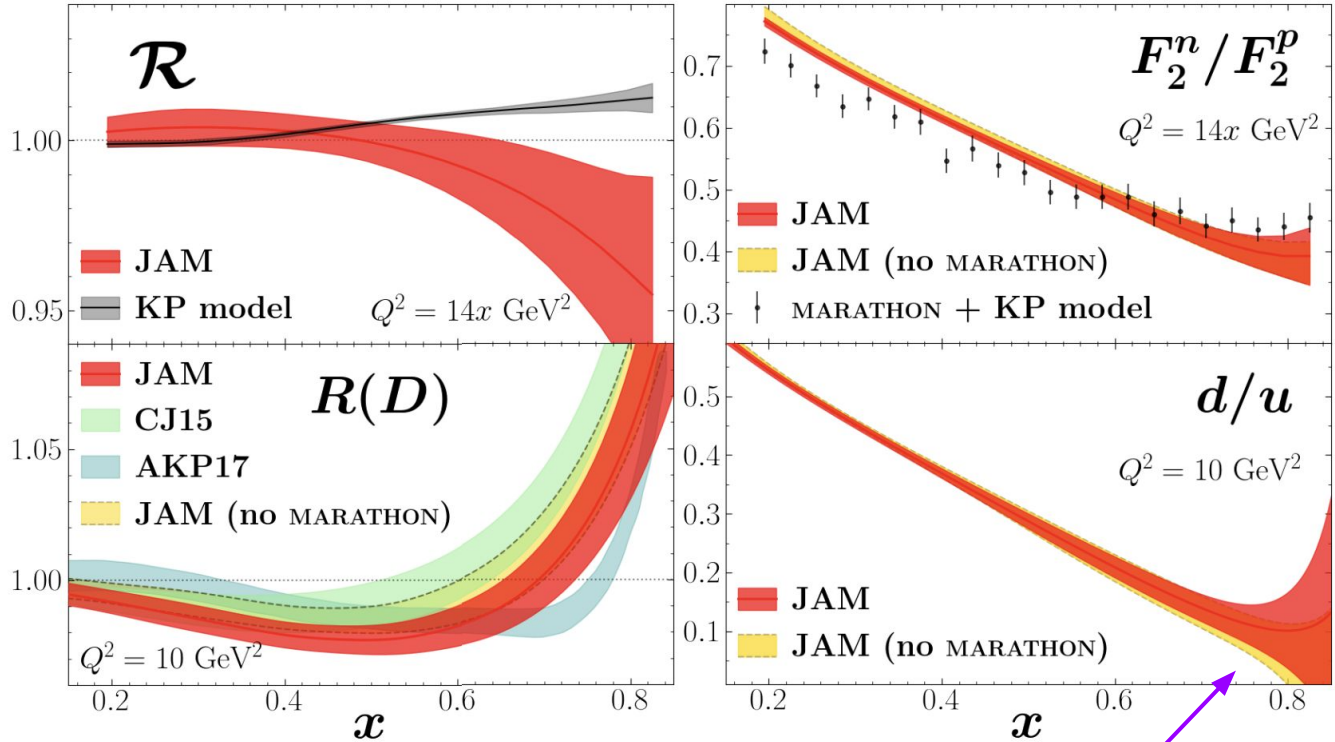 𝓡
1.00
0.95
JAM
KP model
Q² = 14x GeV²
F₂ⁿ/F₂ᵖ
Q² = 14x GeV²
0.7
0.6
0.5
0.4
0.3
JAM
JAM (no MARATHON)
MARATHON + KP model
JAM
CJ15
AKP17
JAM (no MARATHON)
R(D)
1.05
1.00
Q² = 10 GeV²
0.2
0.4
0.6
0.8
x
d/u
Q² = 10 GeV²
0.5
0.4
0.3
0.2
0.1
JAM
JAM (no MARATHON)
0.2
0.4
0.6
0.8
x